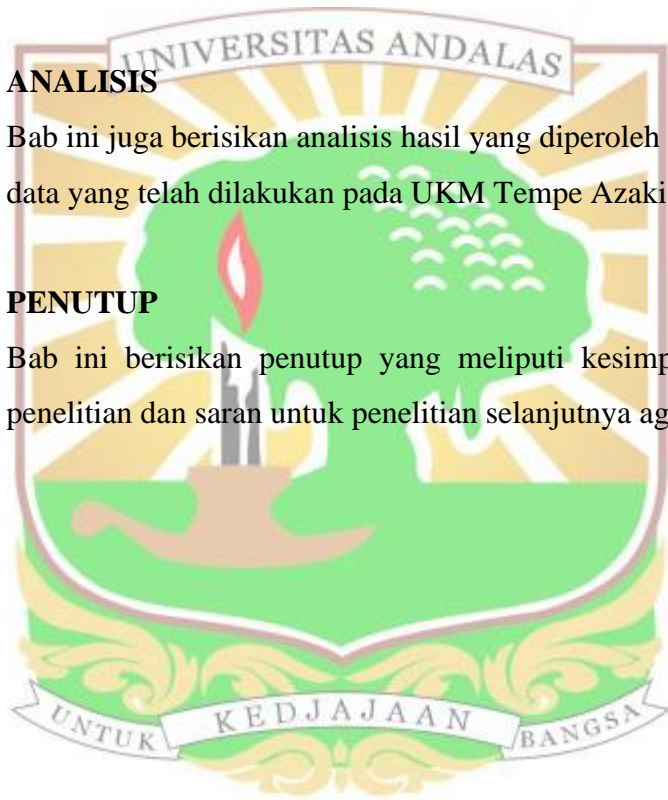 UNIVERSITAS ANDALAS
ANALISIS
Bab ini juga berisikan analisis hasil yang diperoleh
data yang telah dilakukan pada UKM Tempe Azaki
PENUTUP
Bab ini berisikan penutup yang meliputi kesimp
penelitian dan saran untuk penelitian selanjutnya ag
UNTUK KEDJAJAAN BANGSA